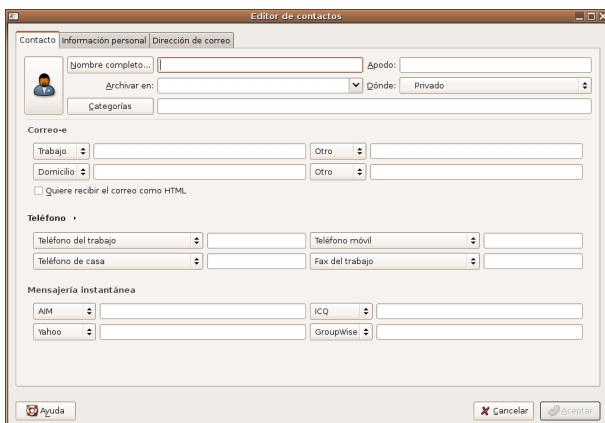 Editor de contactos
Contacto Información personal Dirección de correo
Nombre completo... Apodo:
Archivar en: Dónde: Privado
Categorías
Correo-e
Trabajo Otro
Domicilio Otro
Quiere recibir el correo como HTML
Teléfono
Teléfono del trabajo Teléfono móvil
Teléfono de casa Fax del trabajo
Mensajería instantánea
AIM ICQ
Yahoo GroupWise
Ayuda Cancelar Aceptar